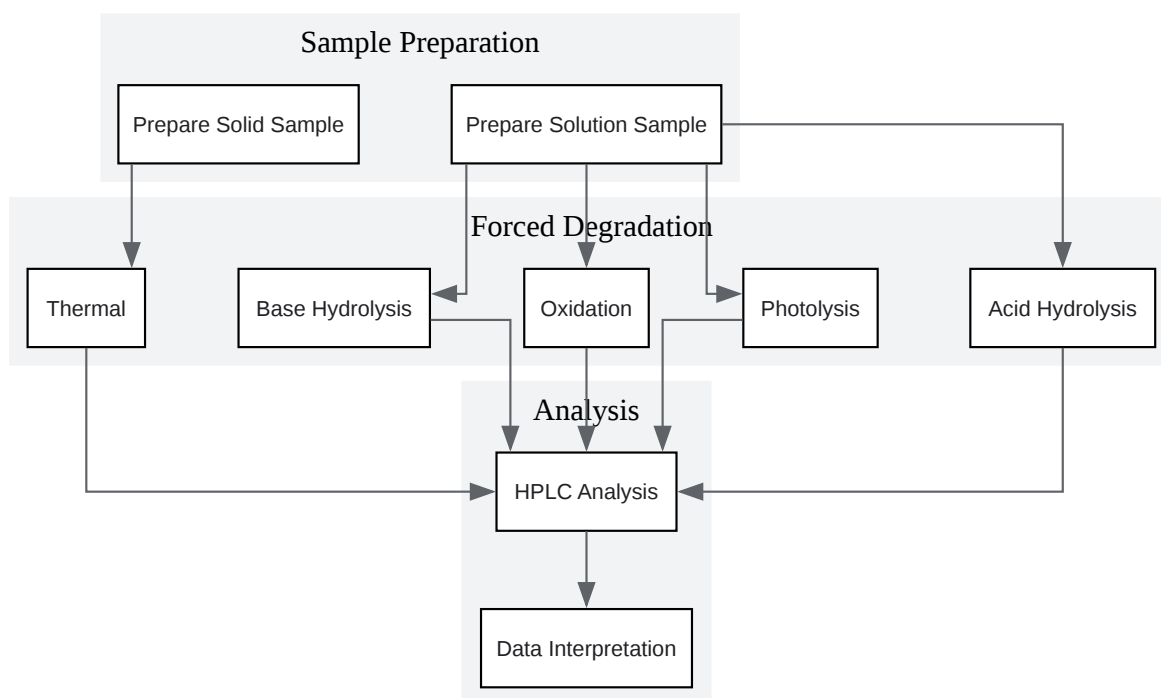 Sample Preparation
Prepare Solid Sample
Prepare Solution Sample
Forced Degradation
Thermal
Base Hydrolysis
Oxidation
Photolysis
Acid Hydrolysis
Analysis
HPLC Analysis
Data Interpretation